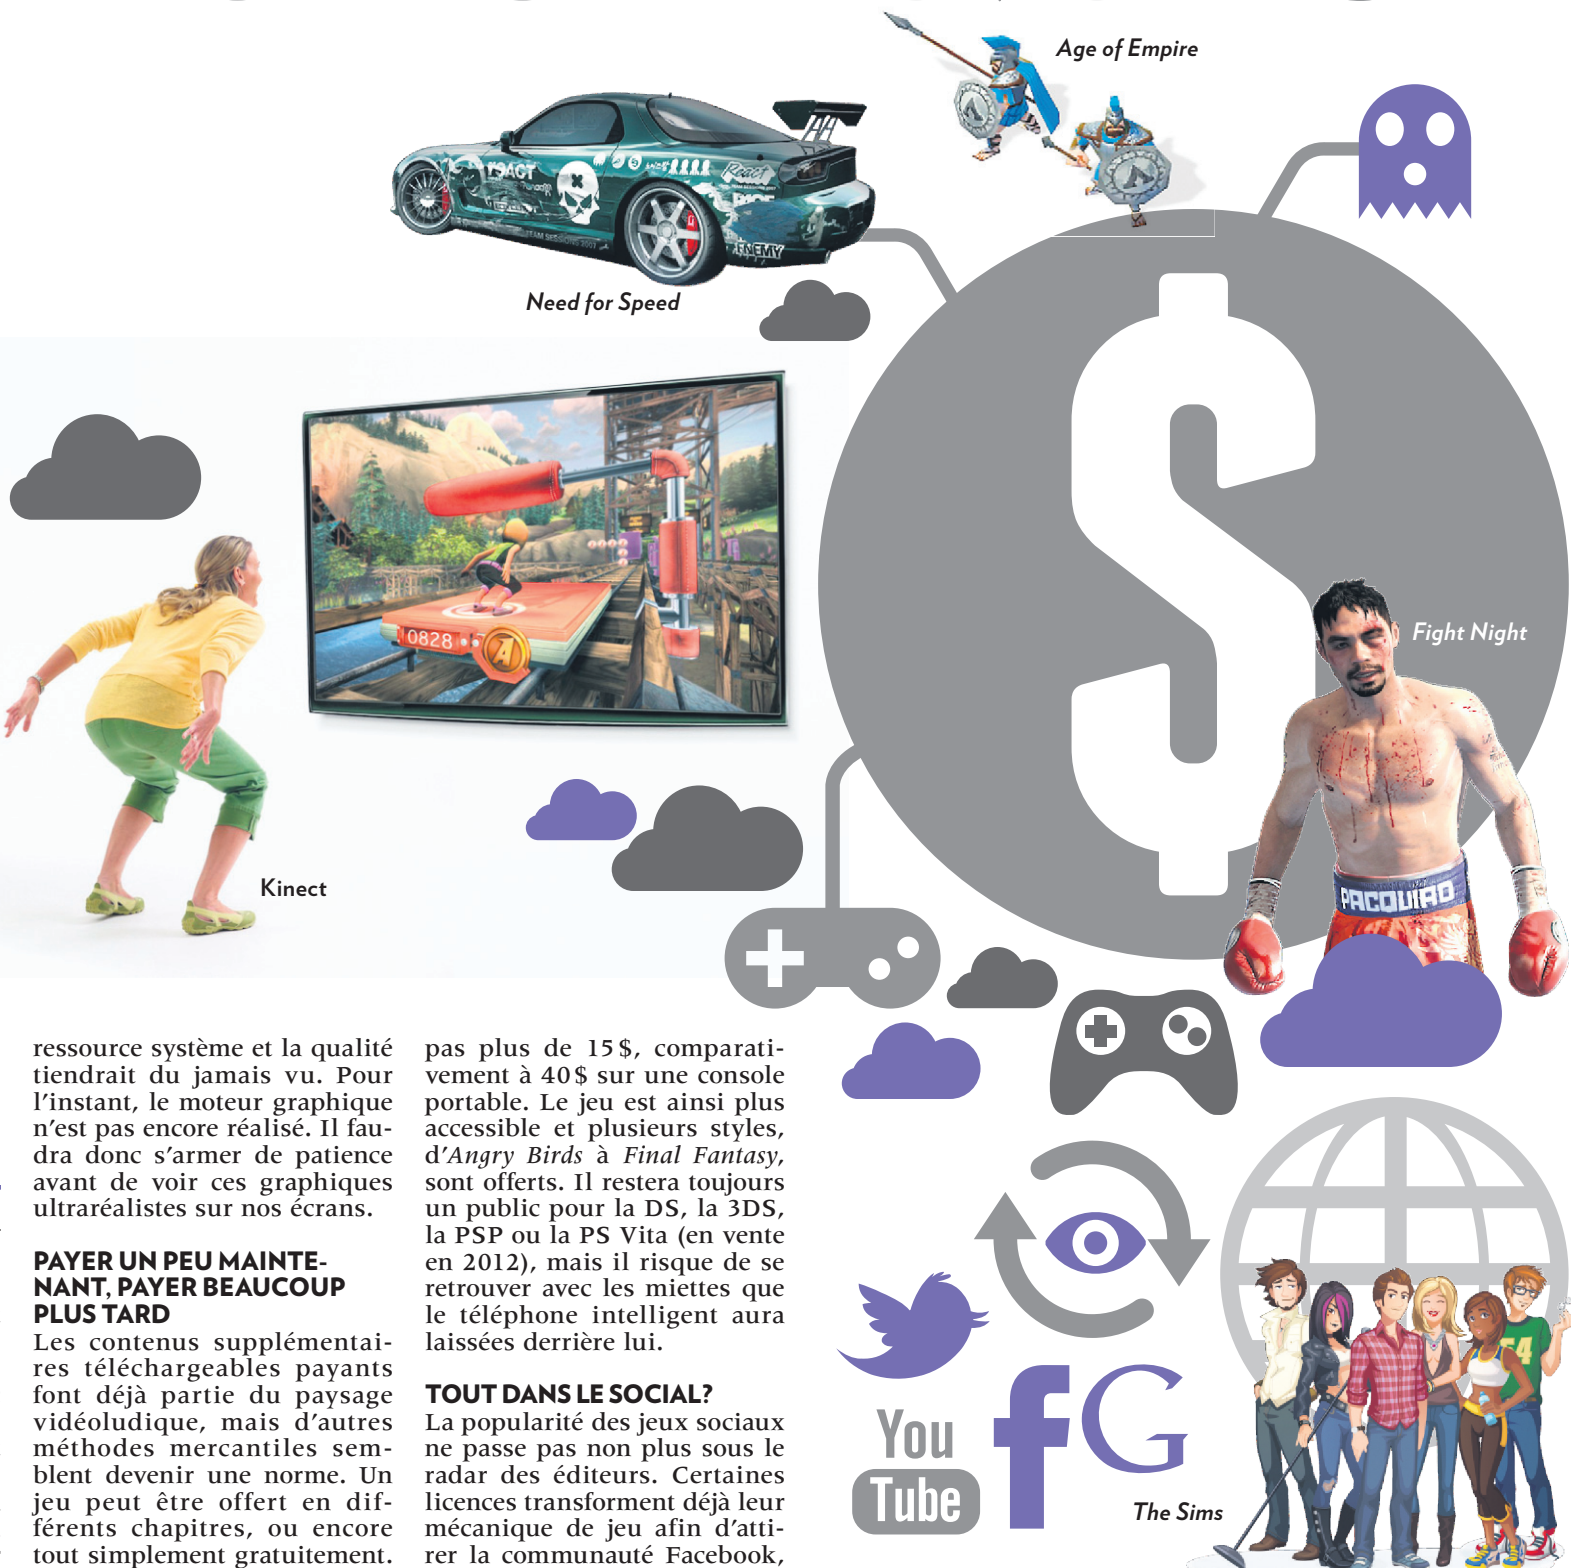 Age of Empire
Need for Speed
rEACT
React
ENEMY
0828
Kinect
Fight Night
PACQUIAO
ressource système et la qualité
tiendrait du jamais vu. Pour
l'instant, le moteur graphique
n'est pas encore réalisé. Il fau-
dra donc s'armer de patience
avant de voir ces graphiques
ultraréalistes sur nos écrans.
PAYER UN PEU MAINTE-
NANT, PAYER BEAUCOUP
PLUS TARD
Les contenus supplémentai-
res téléchargeables payants
font déjà partie du paysage
vidéoludique, mais d'autres
méthodes mercantiles sem-
blent devenir une norme. Un
jeu peut être offert en dif-
férents chapitres, ou encore
tout simplement gratuitement.
pas plus de 15 $, comparati-
vement à 40 $ sur une console
portable. Le jeu est ainsi plus
accessible et plusieurs styles,
d'Angry Birds à Final Fantasy,
sont offerts. Il restera toujours
un public pour la DS, la 3DS,
la PSP ou la PS Vita (en vente
en 2012), mais il risque de se
retrouver avec les miettes que
le téléphone intelligent aura
laissées derrière lui.
TOUT DANS LE SOCIAL?
La popularité des jeux sociaux
ne passe pas non plus sous le
radar des éditeurs. Certaines
licences transforment déjà leur
mécanique de jeu afin d'atti-
rer la communauté Facebook,
You
Tube
f
G
54
The Sims